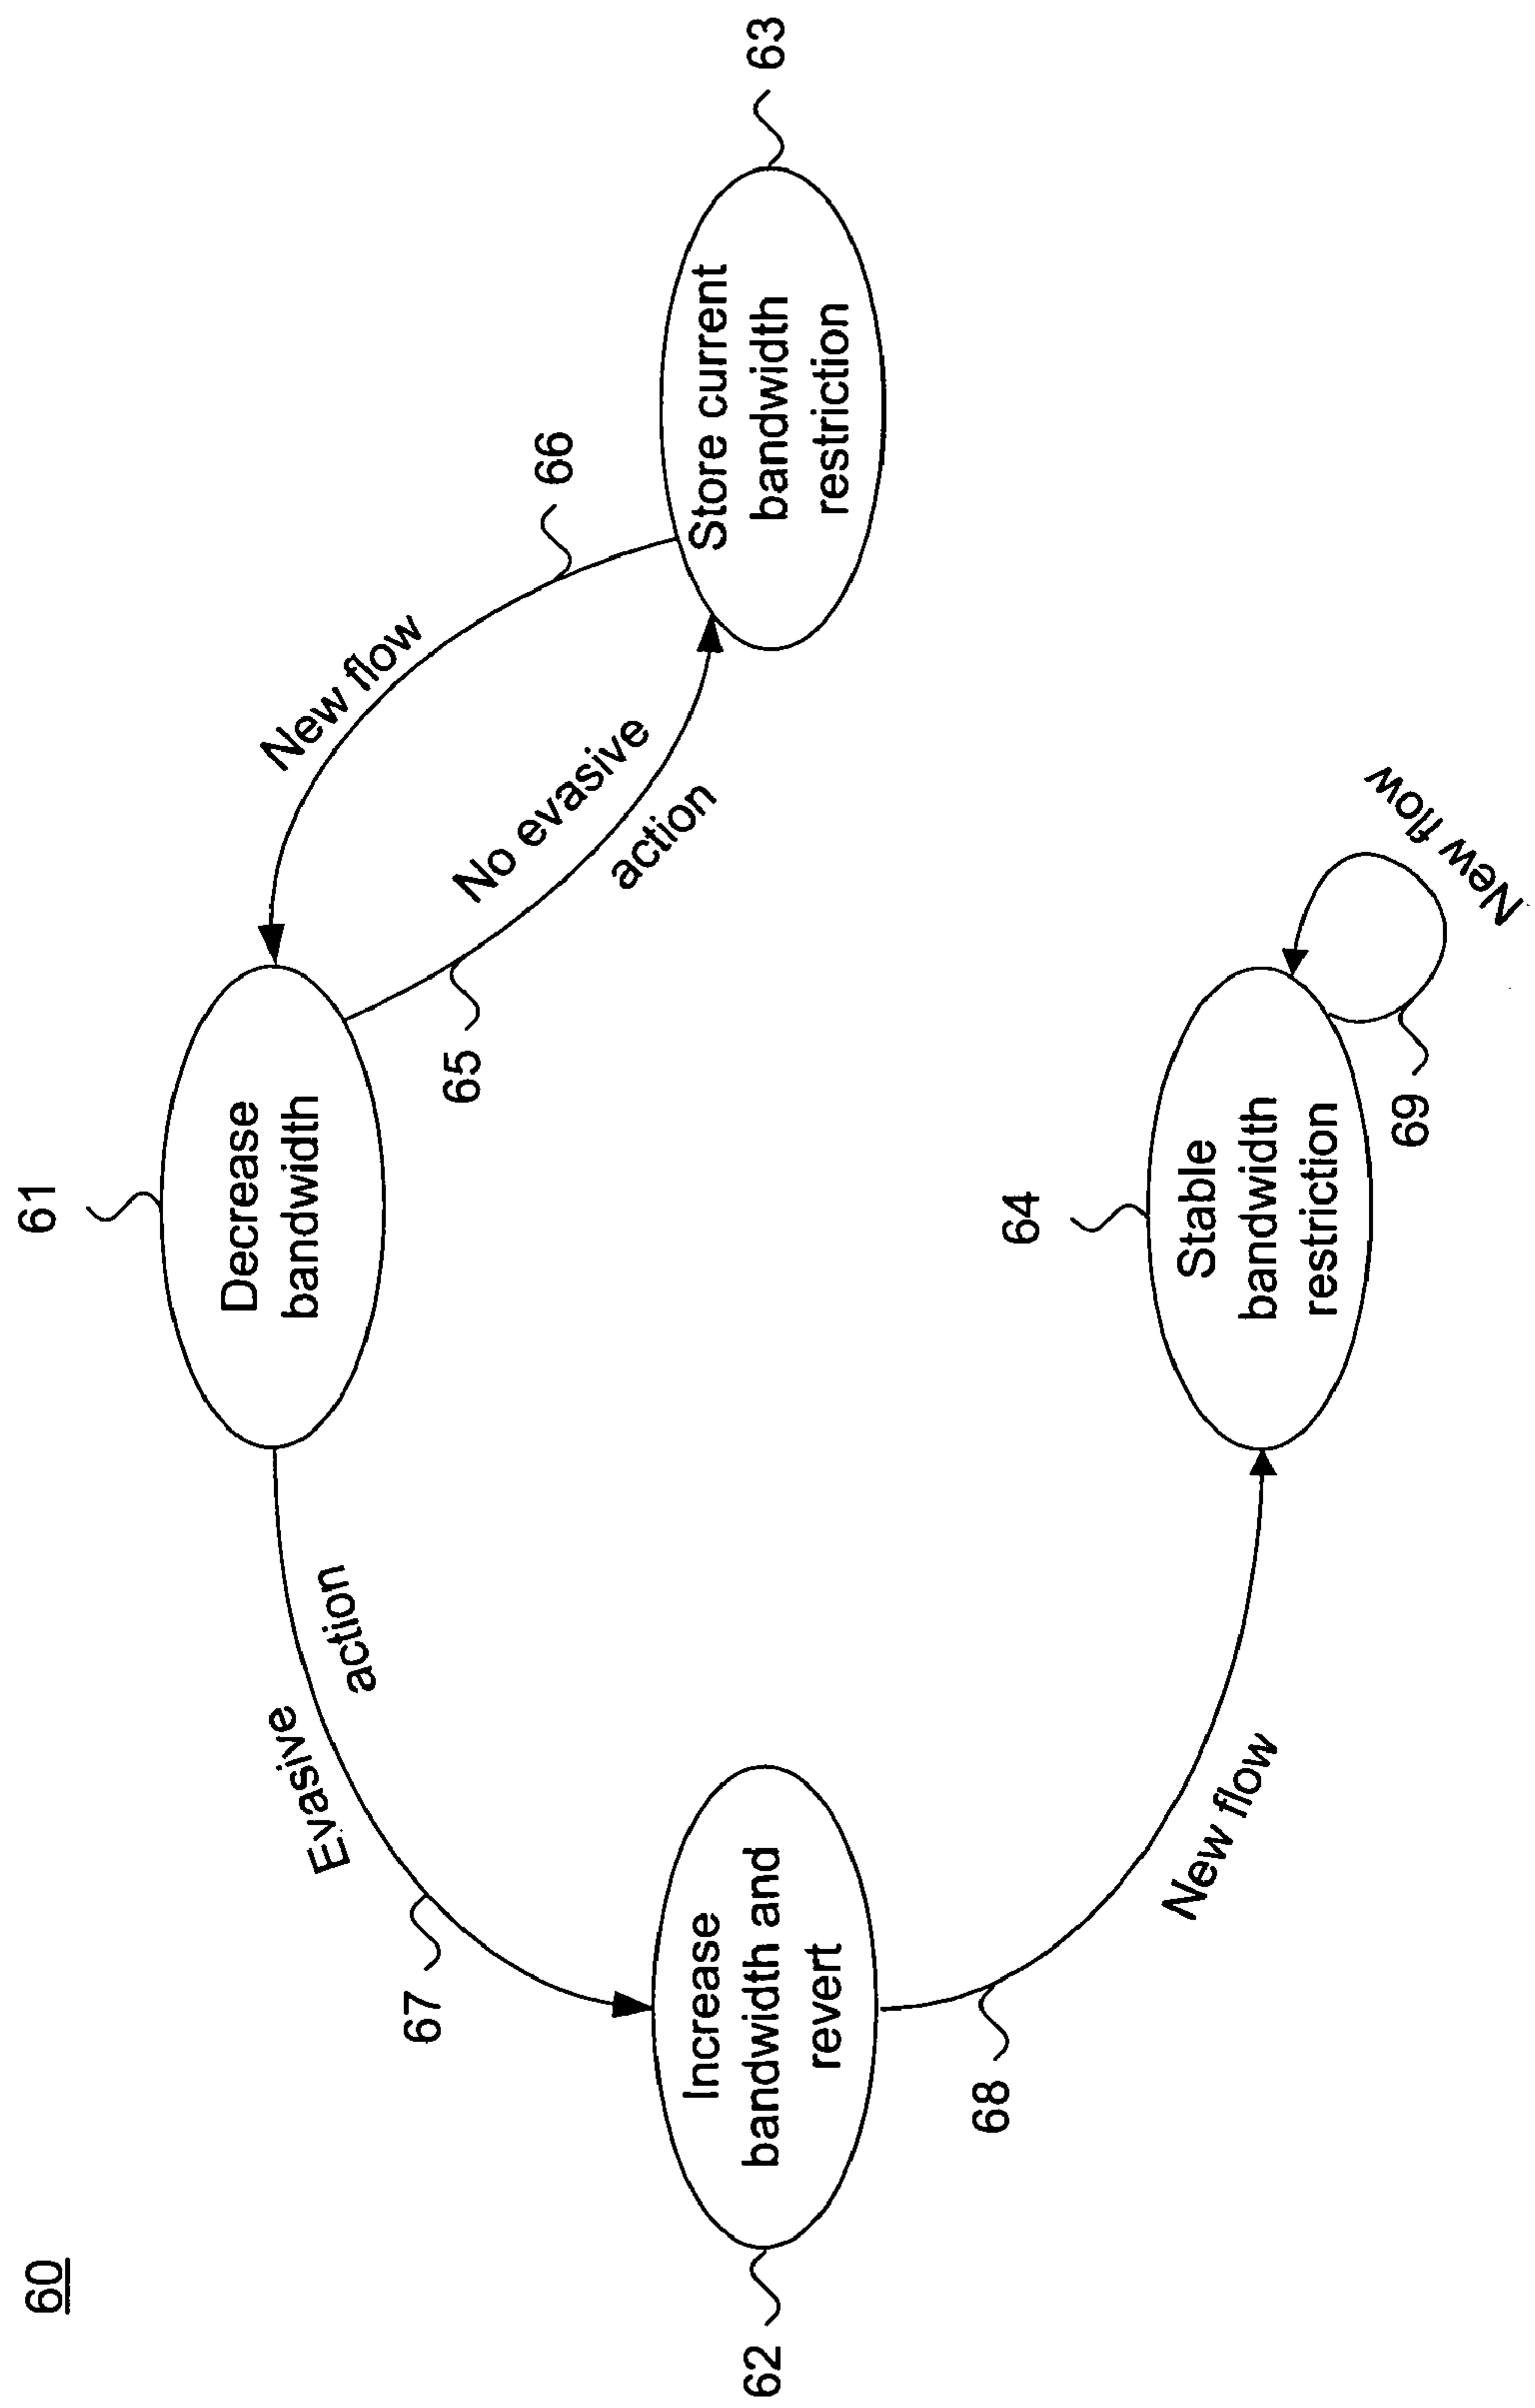 60
61
Decrease
bandwidth
Evasive
action
67
New flow
66
No evasive
action
65
62
Increase
bandwidth and
revert
Store current
bandwidth
restriction
63
68
New flow
64
Stable
bandwidth
restriction
69
New flow